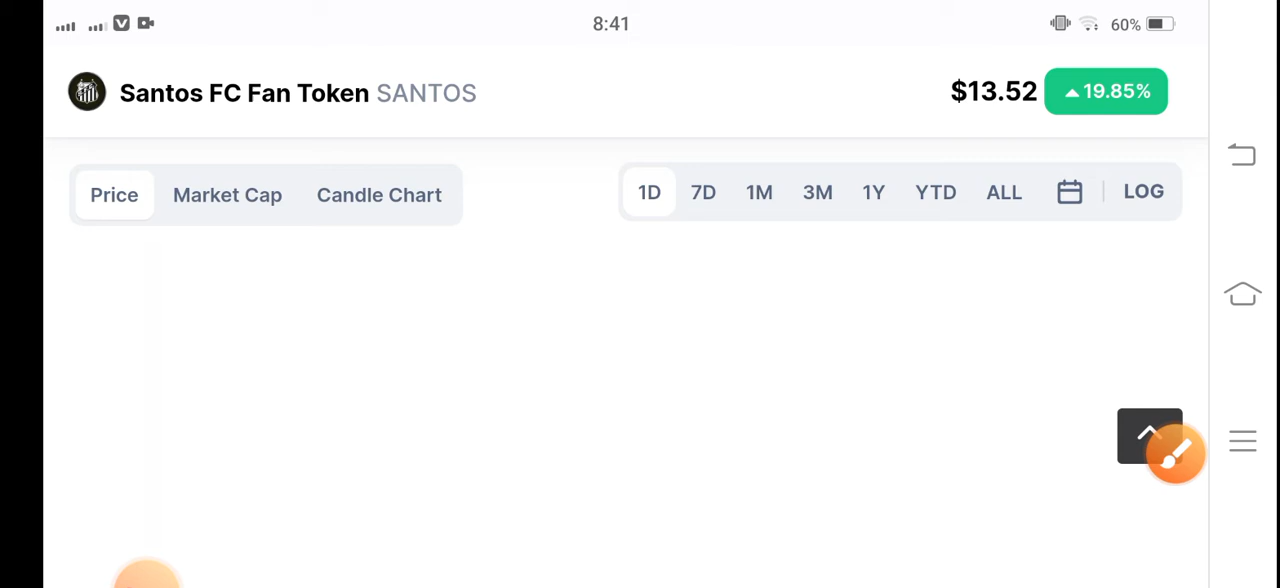 8:41
60%
Santos FC Fan Token SANTOS
$13.52
19.85%
Price Market Cap Candle Chart
1D 7D 1M 3M 1Y YTD ALL LOG